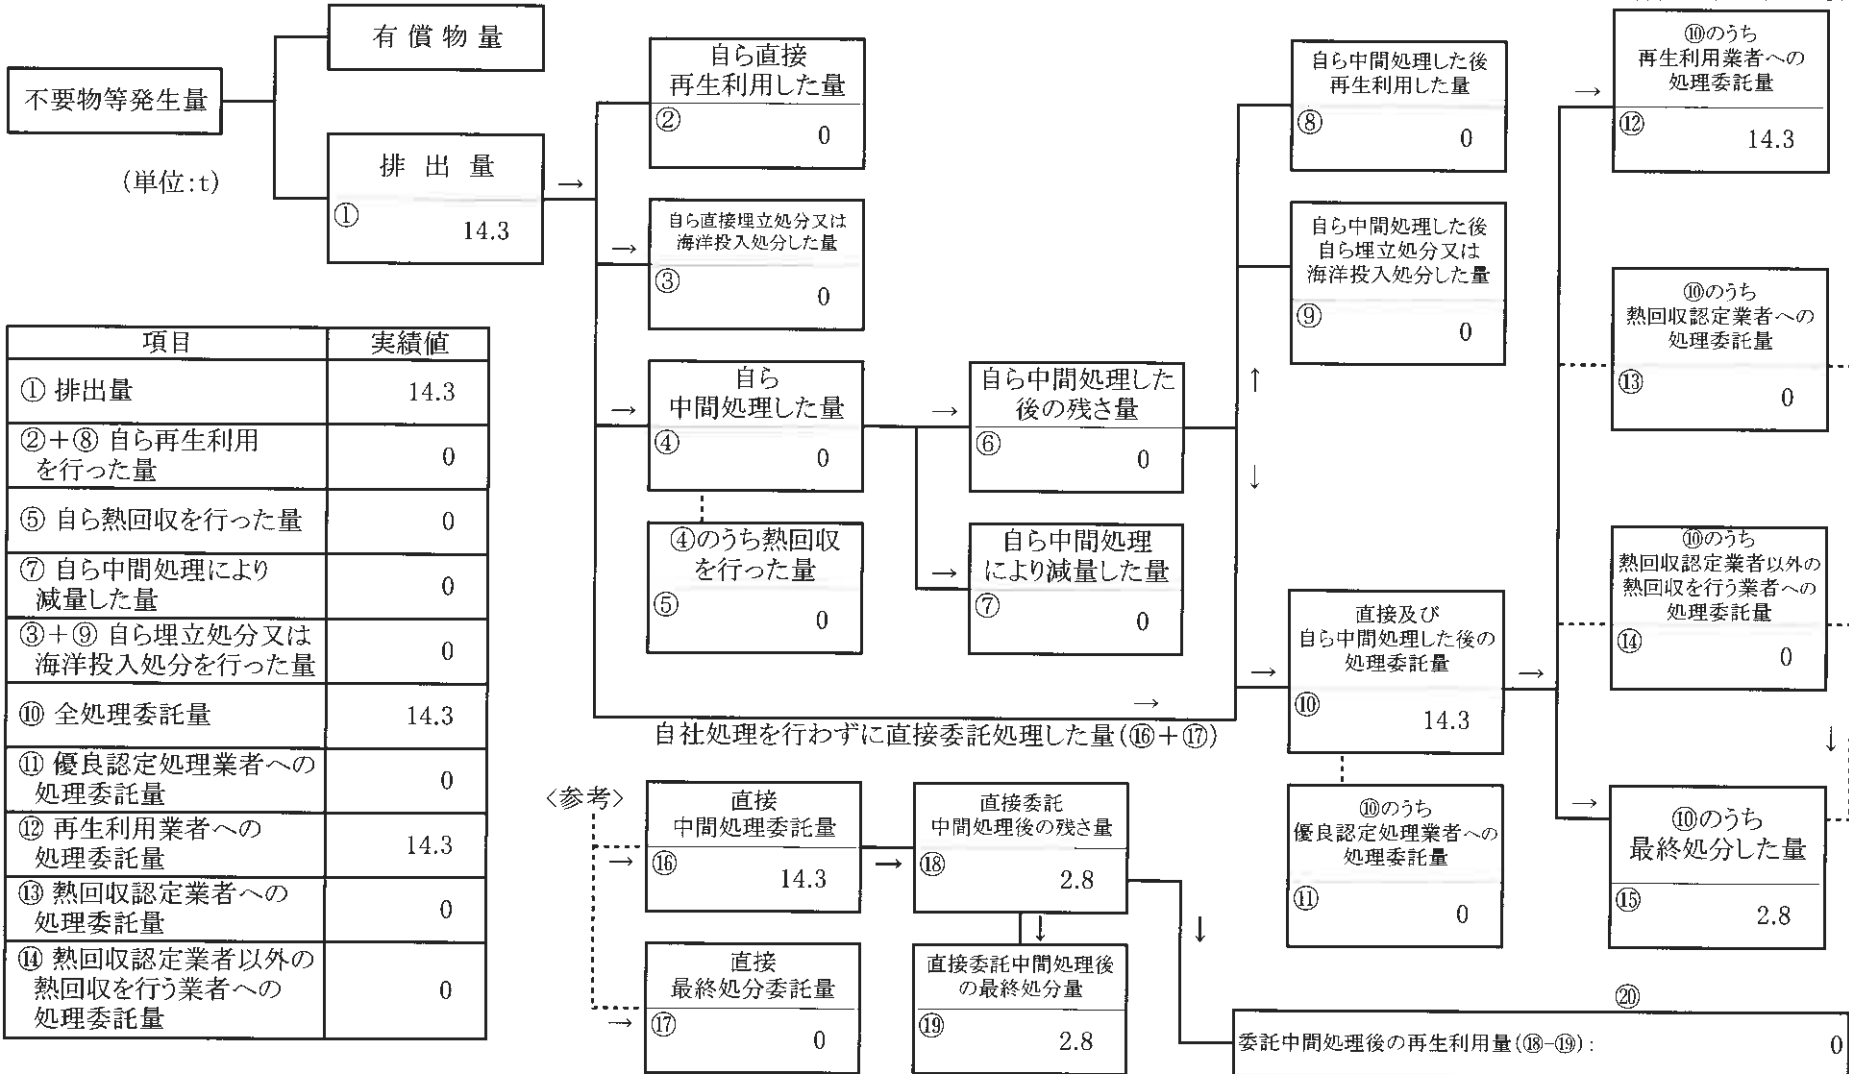 不要物等発生量
有償物量
(単位:t)
排出量
①
14.3
→
自ら直接
再生利用した量
②
0
→
自ら直接埋立処分又は
海洋投入処分した量
③
0
→
自ら
中間処理した量
④
0
④のうち熱回収
を行った量
⑤
0
→
自ら中間処理した
後の残さ量
⑥
0
→
自ら中間処理
により減量した量
⑦
0
→
自社処理を行わずに直接委託処理した量(⑯+⑰)
↑
↓
自ら中間処理した後
再生利用した量
⑧
0
自ら中間処理した後
自ら埋立処分又は
海洋投入処分した量
⑨
0
→
直接及び
自ら中間処理した後の
処理委託量
⑩
14.3
⑩のうち
優良認定処理業者への
処理委託量
⑪
0
→
→
⑩のうち
再生利用業者への
処理委託量
⑫
14.3
⑩のうち
熱回収認定業者への
処理委託量
⑬
0
⑩のうち
熱回収認定業者以外の
熱回収を行う業者への
処理委託量
⑭
0
↓
→
⑩のうち
最終処分した量
⑮
2.8
項目 実績値
① 排出量 14.3
②+⑧ 自ら再生利用
を行った量 0
⑤ 自ら熱回収を行った量 0
⑦ 自ら中間処理により
減量した量 0
③+⑨ 自ら埋立処分又は
海洋投入処分を行った量 0
⑩ 全処理委託量 14.3
⑪ 優良認定処理業者への
処理委託量 0
⑫ 再生利用業者への
処理委託量 14.3
⑬ 熱回収認定業者への
処理委託量 0
⑭ 熱回収認定業者以外の
熱回収を行う業者への
処理委託量 0
〈参考〉
→
直接
中間処理委託量
⑯
14.3
→
直接委託
中間処理後の残さ量
⑱
2.8
→
直接
最終処分委託量
⑰
0
↓
直接委託中間処理後
の最終処分量
⑲
2.8
↓
⑳
委託中間処理後の再生利用量(⑱-⑲): 0